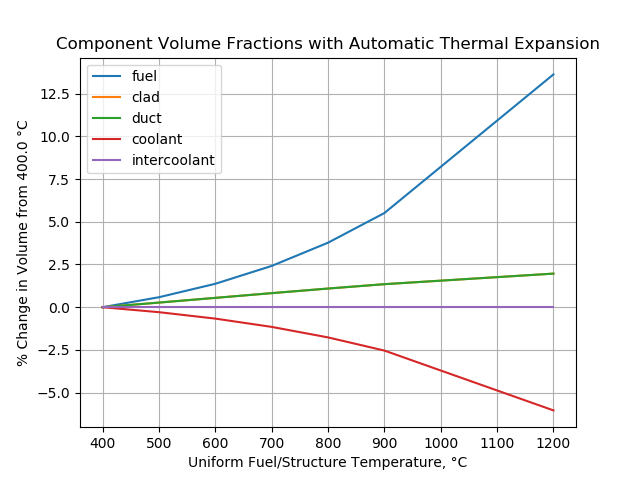 Component Volume Fractions with Automatic Thermal Expansion
fuel
clad
duct
coolant
intercoolant
12.5
10.0
7.5
5.0
2.5
0.0
−2.5
−5.0
% Change in Volume from 400.0 °C
400 500 600 700 800 900 1000 1100 1200
Uniform Fuel/Structure Temperature, °C